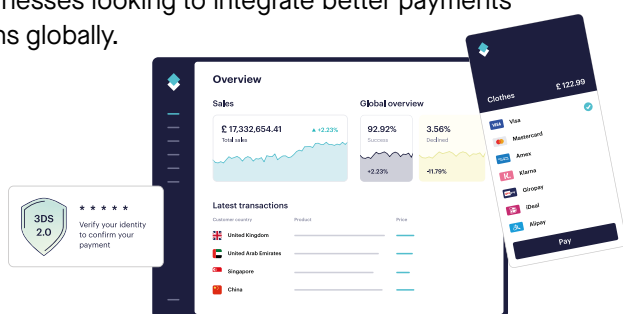 nesses looking to integrate better payments
ns globally.
Overview
Sales
Global overview
£ 17,332,654.41
▲ +2.23%
Total sales
92.92%
Success
+2.23%
3.56%
Declined
-11.79%
Latest transactions
Customer country Product Price
United Kingdom
United Arab Emirates
Singapore
China
3DS
2.0
* * * * *
Verify your identity
to confirm your
payment
Clothes £ 122.99
VISA Visa
Mastercard
Amex
K. Klarna
Giropay
iDeal
Alipay
Pay